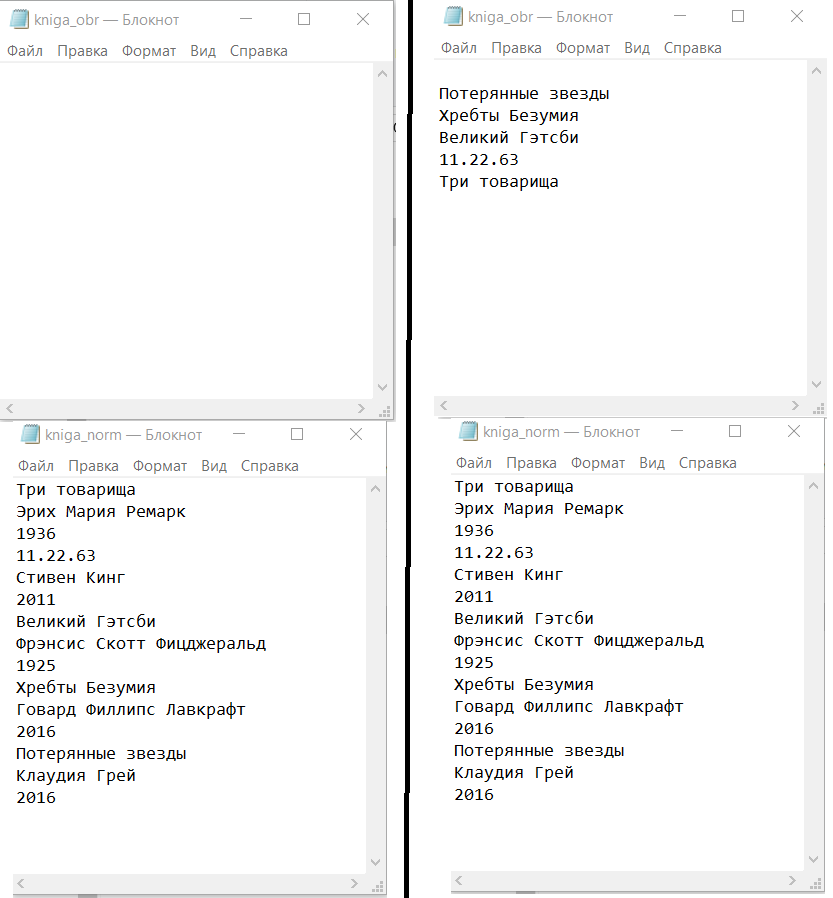 kniga_obr — Блокнот
Файл Правка Формат Вид Справка
kniga_norm — Блокнот
Файл Правка Формат Вид Справка
Три товарища
Эрих Мария Ремарк
1936
11.22.63
Стивен Кинг
2011
Великий Гэтсби
Фрэнсис Скотт Фицджеральд
1925
Хребты Безумия
Говард Филлипс Лавкрафт
2016
Потерянные звезды
Клаудия Грей
2016
kniga_obr — Блокнот
Файл Правка Формат Вид Справка
Потерянные звезды
Хребты Безумия
Великий Гэтсби
11.22.63
Три товарища
kniga_norm — Блокнот
Файл Правка Формат Вид Справка
Три товарища
Эрих Мария Ремарк
1936
11.22.63
Стивен Кинг
2011
Великий Гэтсби
Фрэнсис Скотт Фицджеральд
1925
Хребты Безумия
Говард Филлипс Лавкрафт
2016
Потерянные звезды
Клаудия Грей
2016